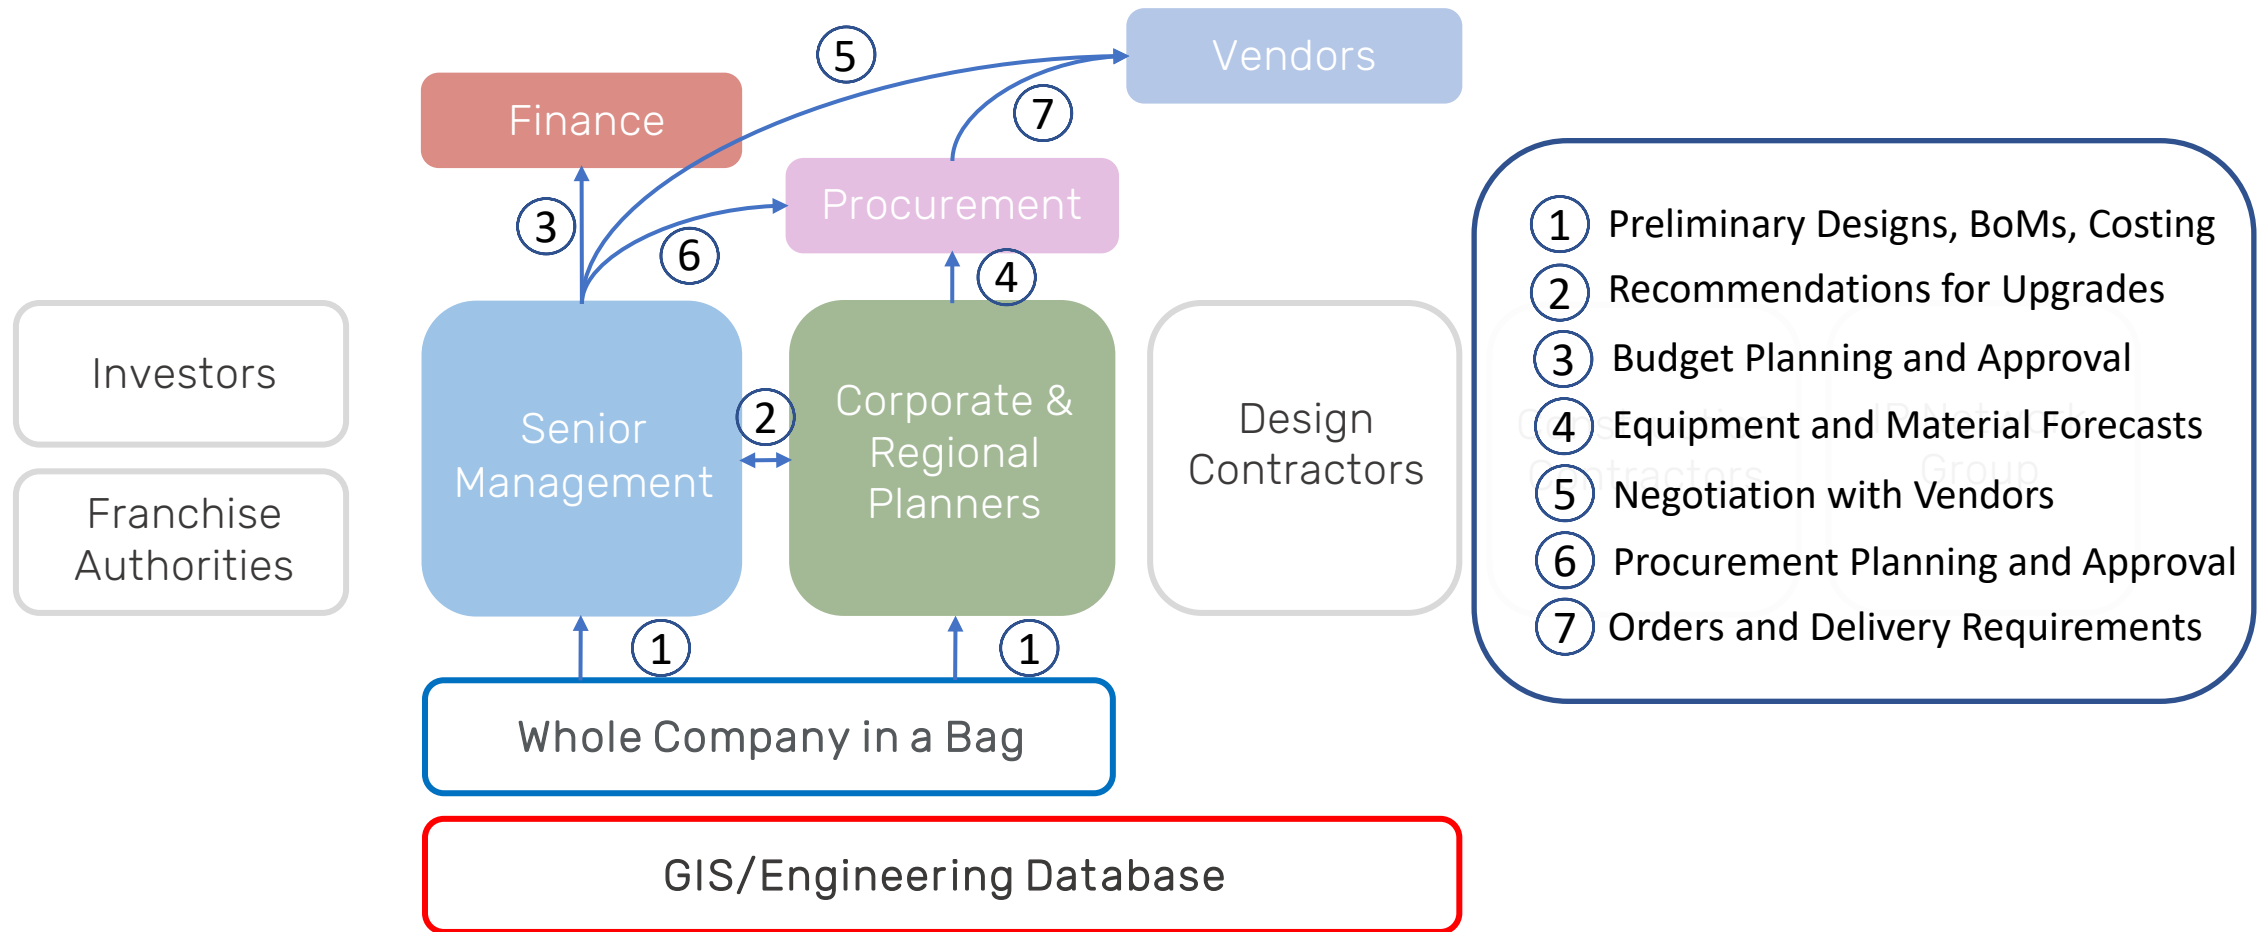 5
Vendors
Finance
7
Procurement
3
6
4
Investors
Franchise
Authorities
Senior
Management
2
Corporate &
Regional
Planners
Design
Contractors
1
1
Whole Company in a Bag
GIS/Engineering Database
1 Preliminary Designs, BoMs, Costing
2 Recommendations for Upgrades
3 Budget Planning and Approval
4 Equipment and Material Forecasts
5 Negotiation with Vendors
6 Procurement Planning and Approval
7 Orders and Delivery Requirements
Contractors
Group